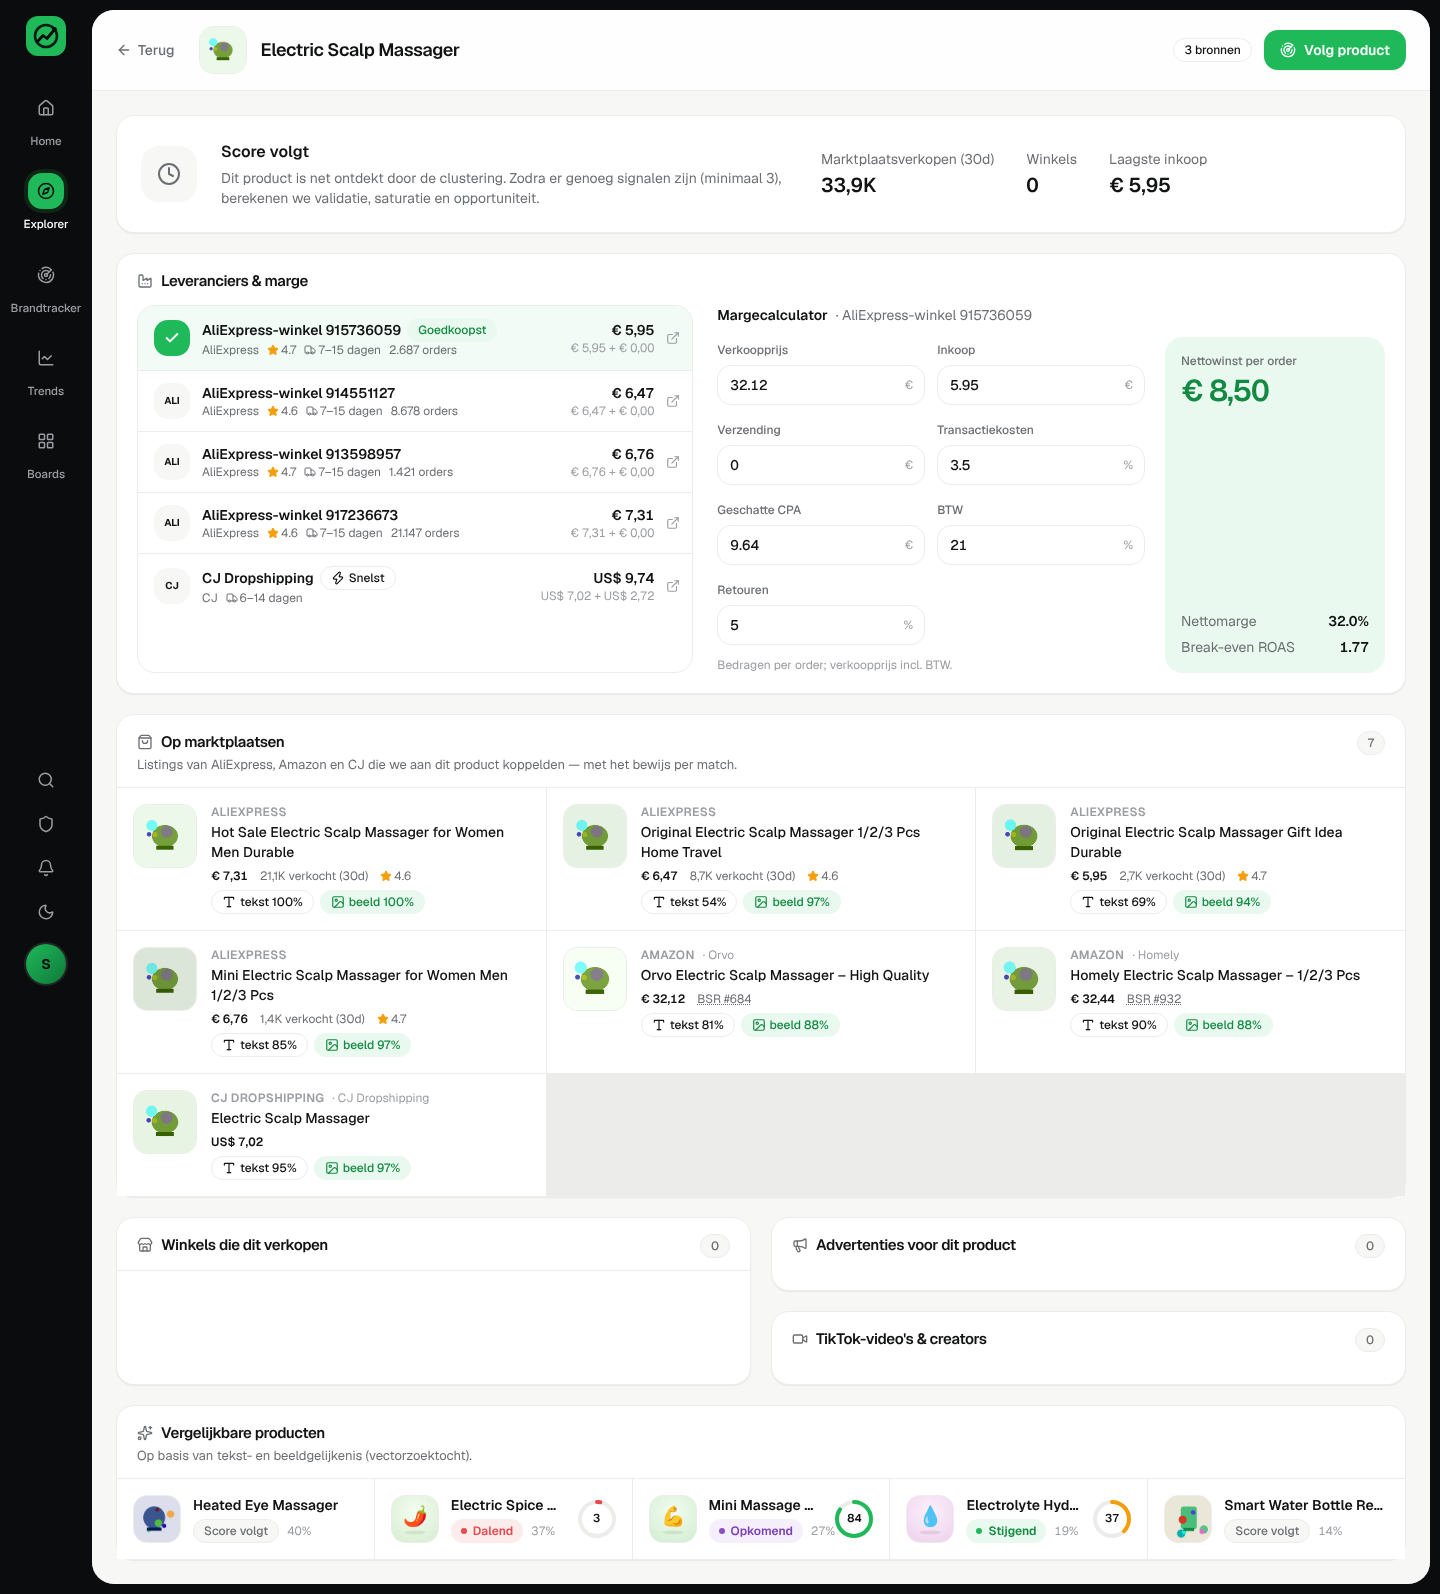 Home
Explorer
Brandtracker
Trends
Boards
S
Terug
Electric Scalp Massager
3 bronnen
Volg product
Score volgt
Dit product is net ontdekt door de clustering. Zodra er genoeg signalen zijn (minimaal 3),
berekenen we validatie, saturatie en opportuniteit.
Marktplaatsverkopen (30d)
33,9K
Winkels
0
Laagste inkoop
€ 5,95
Leveranciers & marge
AliExpress-winkel 915736059 Goedkoopst € 5,95
AliExpress 4.7 7–15 dagen 2.687 orders € 5,95 + € 0,00
ALI AliExpress-winkel 914551127 € 6,47
AliExpress 4.6 7–15 dagen 8.678 orders € 6,47 + € 0,00
ALI AliExpress-winkel 913598957 € 6,76
AliExpress 4.7 7–15 dagen 1.421 orders € 6,76 + € 0,00
ALI AliExpress-winkel 917236673 € 7,31
AliExpress 4.6 7–15 dagen 21.147 orders € 7,31 + € 0,00
CJ CJ Dropshipping Snelst US$ 9,74
CJ 6–14 dagen US$ 7,02 + US$ 2,72
Margecalculator · AliExpress-winkel 915736059
Verkoopprijs Inkoop
32.12 € 5.95 €
Verzending Transactiekosten
0 € 3.5 %
Geschatte CPA BTW
9.64 € 21 %
Retouren
5 %
Bedragen per order; verkoopprijs incl. BTW.
Nettowinst per order
€ 8,50
Nettomarge 32.0%
Break-even ROAS 1.77
Op marktplaatsen 7
Listings van AliExpress, Amazon en CJ die we aan dit product koppelden — met het bewijs per match.
ALIEXPRESS
Hot Sale Electric Scalp Massager for Women
Men Durable
€ 7,31 21,1K verkocht (30d) 4.6
tekst 100% beeld 100%
ALIEXPRESS
Original Electric Scalp Massager 1/2/3 Pcs
Home Travel
€ 6,47 8,7K verkocht (30d) 4.6
tekst 54% beeld 97%
ALIEXPRESS
Original Electric Scalp Massager Gift Idea
Durable
€ 5,95 2,7K verkocht (30d) 4.7
tekst 69% beeld 94%
ALIEXPRESS
Mini Electric Scalp Massager for Women Men
1/2/3 Pcs
€ 6,76 1,4K verkocht (30d) 4.7
tekst 85% beeld 97%
AMAZON · Orvo
Orvo Electric Scalp Massager – High Quality
€ 32,12 BSR #684
tekst 81% beeld 88%
AMAZON · Homely
Homely Electric Scalp Massager – 1/2/3 Pcs
€ 32,44 BSR #932
tekst 90% beeld 88%
CJ DROPSHIPPING · CJ Dropshipping
Electric Scalp Massager
US$ 7,02
tekst 95% beeld 97%
Winkels die dit verkopen 0
Advertenties voor dit product 0
TikTok-video's & creators 0
Vergelijkbare producten
Op basis van tekst- en beeldgelijkenis (vectorzoektocht).
Heated Eye Massager
Score volgt 40%
Electric Spice ...
Dalend 37% 3
Mini Massage ...
Opkomend 27% 84
Electrolyte Hyd...
Stijgend 19% 37
Smart Water Bottle Re...
Score volgt 14%